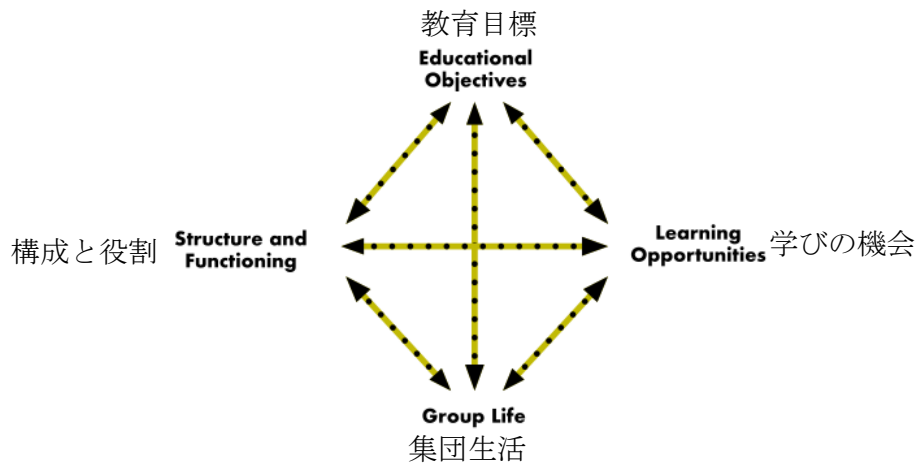 教育目標
Educational
Objectives
構成と役割
Structure and
Functioning
Learning
Opportunities
学びの機会
Group Life
集団生活